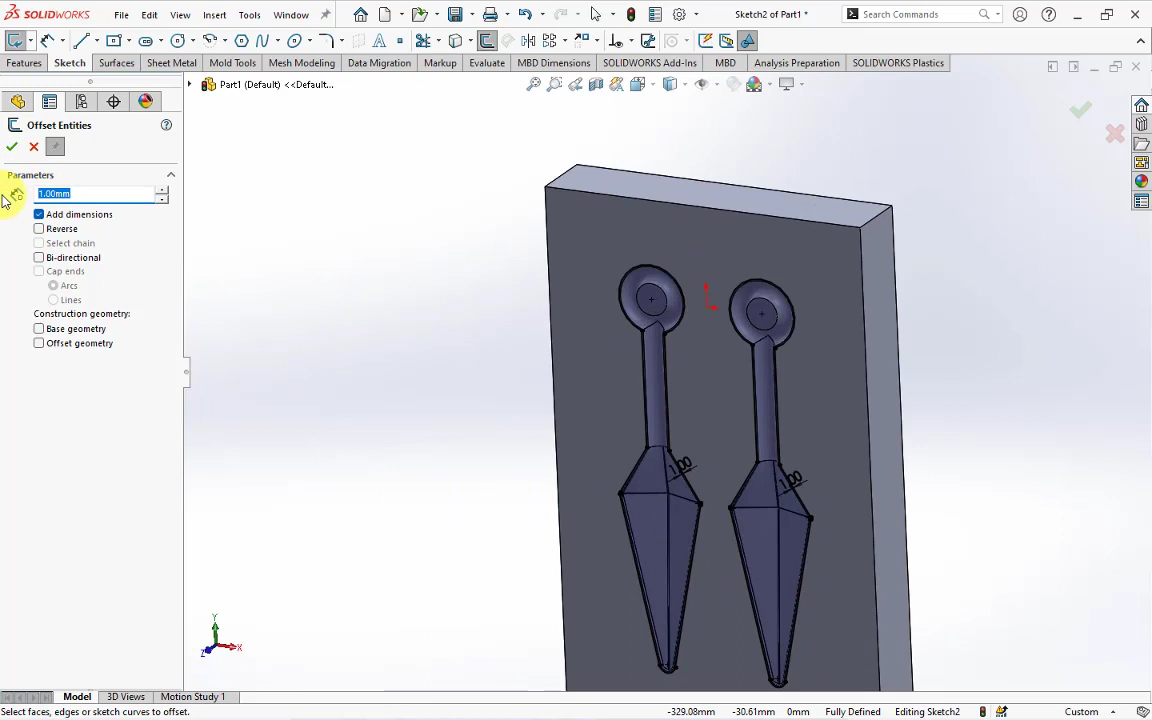 SOLIDWORKS File Edit View Insert Tools Window Sketch2 of Part1 * Search Commands
Features Sketch Surfaces Sheet Metal Mold Tools Mesh Modeling Data Migration Markup Evaluate MBD Dimensions SOLIDWORKS Add-Ins MBD Analysis Preparation SOLIDWORKS Plastics
Part1 (Default) <<Default...
Offset Entities
Parameters
1.00mm
Add dimensions
Reverse
Select chain
Bi-directional
Cap ends
Arcs
Lines
Construction geometry:
Base geometry
Offset geometry
1.00
1.00
Y
X
Z
Model 3D Views Motion Study 1
Select faces, edges or sketch curves to offset. -329.08mm -30.61mm 0mm Fully Defined Editing Sketch2 Custom